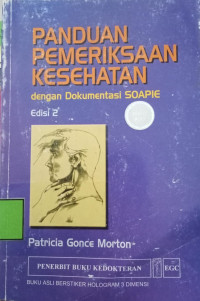 PANDUAN
PEMERIKSAAN
KESEHATAN
dengan Dokumentasi SOAPIE
Edisi 2
Patricia Gonce Morton
PENERBIT BUKU KEDOKTERAN EGC
BUKU ASLI BERSTIKER HOLOGRAM 3 DIMENSI